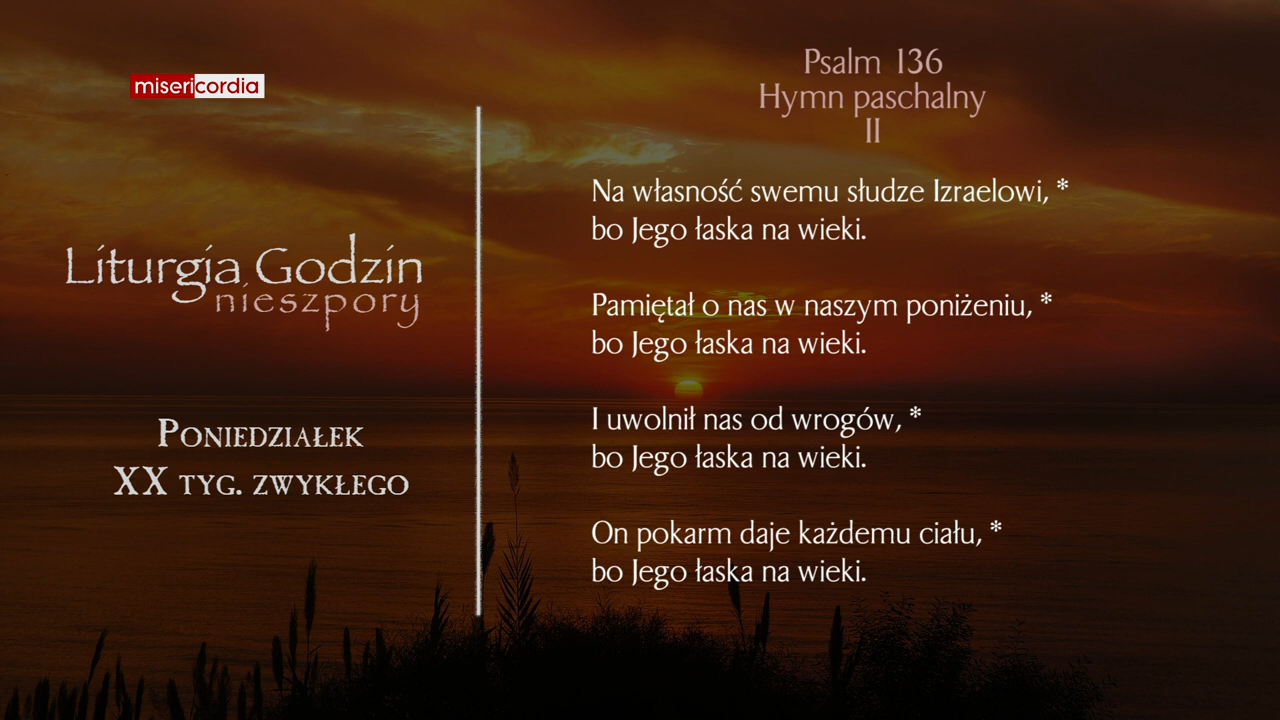 misericordia
Liturgia Godzin
nieszpory
Poniedziałek
XX tyg. zwykłego
Psalm 136
Hymn paschalny
II
Na własność swemu słudze Izraelowi, *
bo Jego łaska na wieki.
Pamiętał o nas w naszym poniżeniu, *
bo Jego łaska na wieki.
I uwolnił nas od wrogów, *
bo Jego łaska na wieki.
On pokarm daje każdemu ciału, *
bo Jego łaska na wieki.